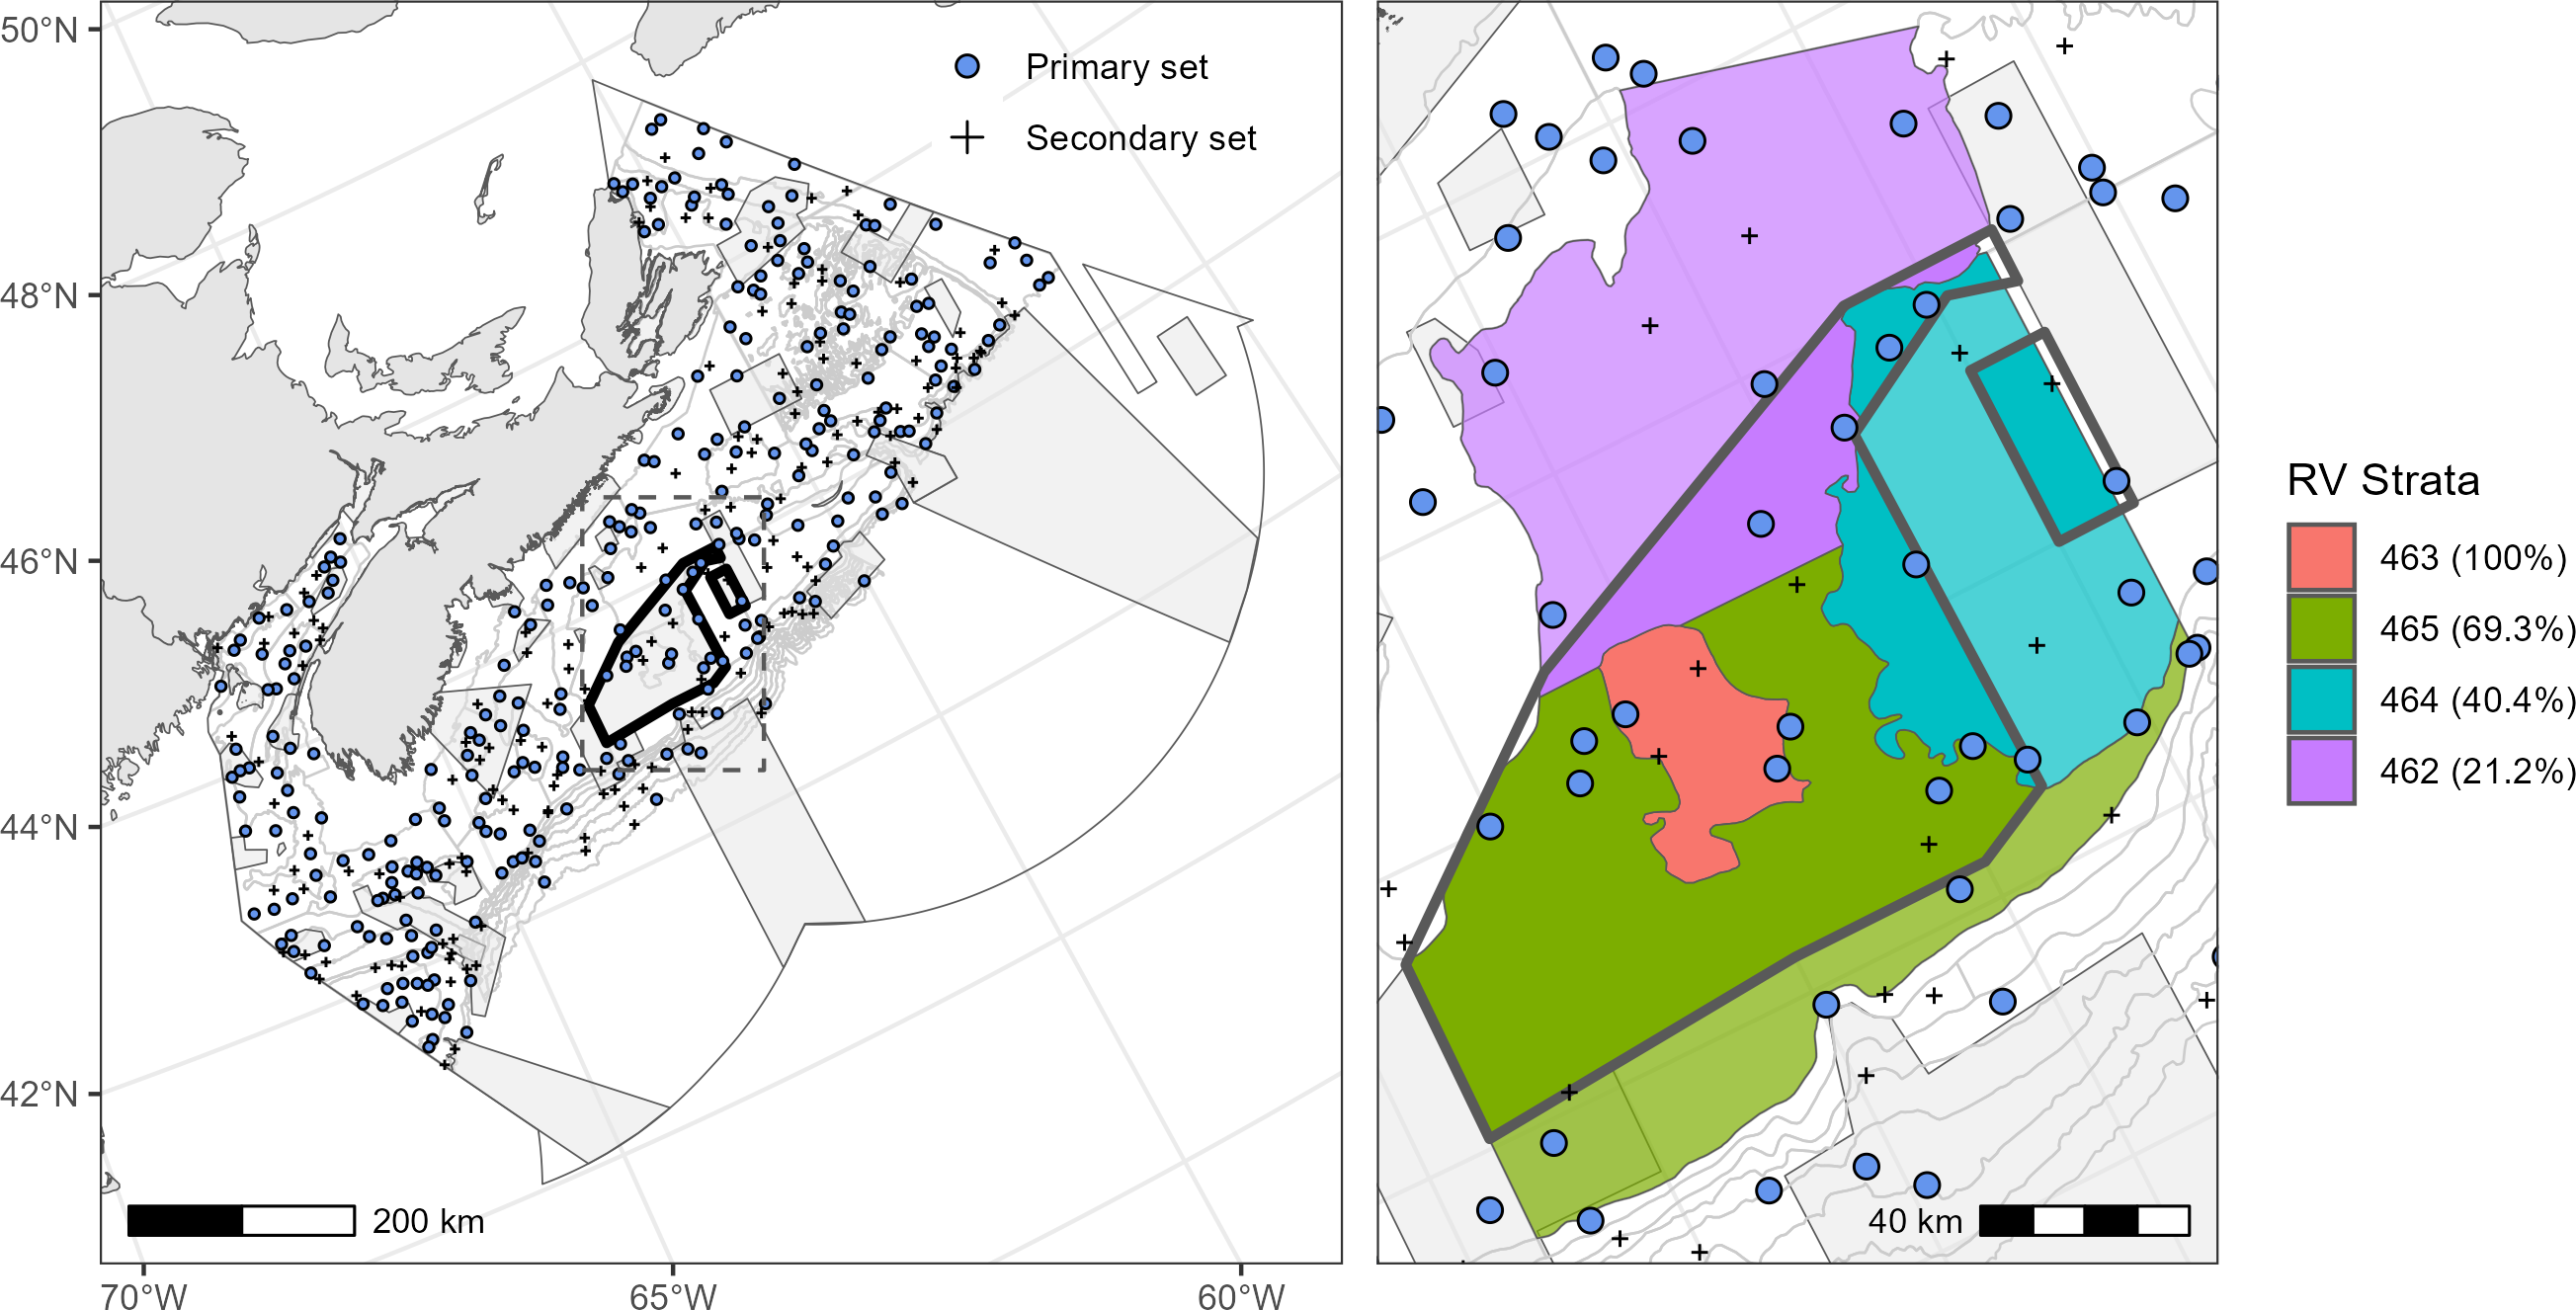 50°N
48°N
46°N
44°N
42°N
70°W
65°W
60°W
Primary set
Secondary set
200 km
40 km
RV Strata
463 (100%)
465 (69.3%)
464 (40.4%)
462 (21.2%)